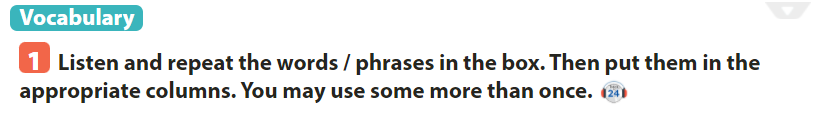 Vocabulary
1 Listen and repeat the words / phrases in the box. Then put them in the
appropriate columns. You may use some more than once. 24